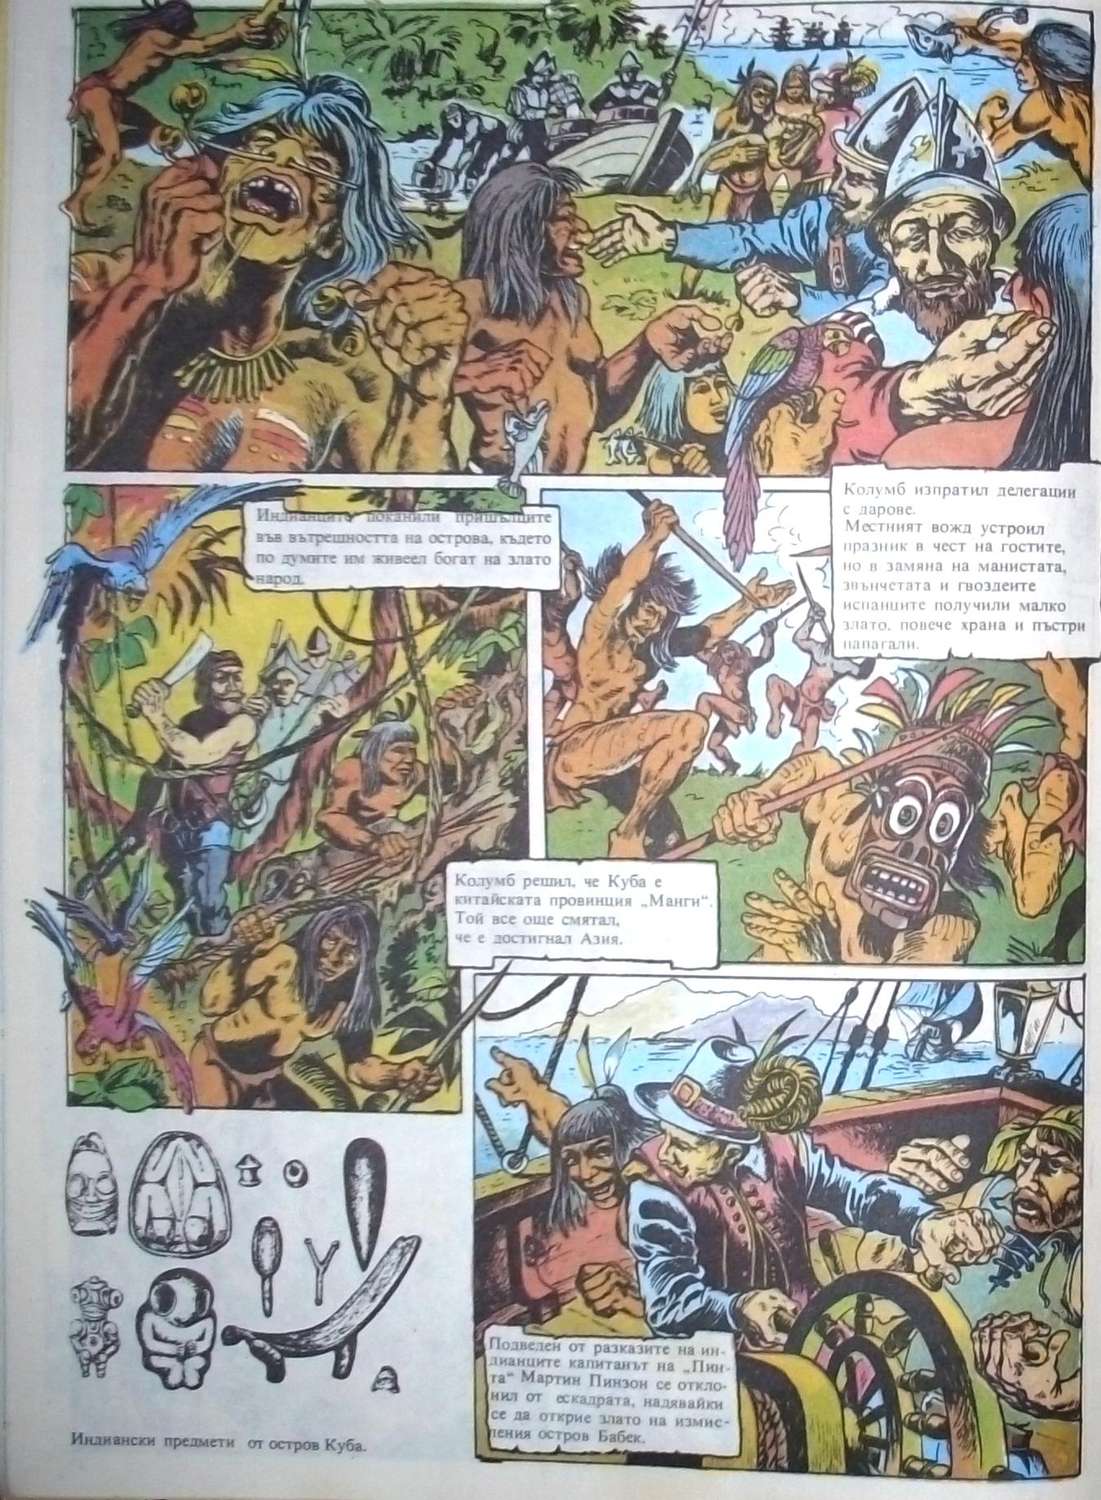 Колумб изпратил делегации
с дарове.
Местният вожд устроил
празник в чест на гостите,
но в замяна на манистата,
звънчетата и гвоздеите
испанците получили малко
злато, повече храна и пъстри
папагали.
Индианците поканили пришълците
във вътрешността на острова, където
по думите им живеел богат на злато
народ.
Колумб решил, че Куба е
китайската провинция „Манги“.
Той все още смятал,
че е достигнал Азия.
Подведен от разказите на ин-
дианците капитанът на „Пин-
та“ Мартин Пинзон се откло-
нил от ескадрата, надявайки
се да открие злато на измис-
ления остров Бабек.
Индиански предмети от остров Куба.